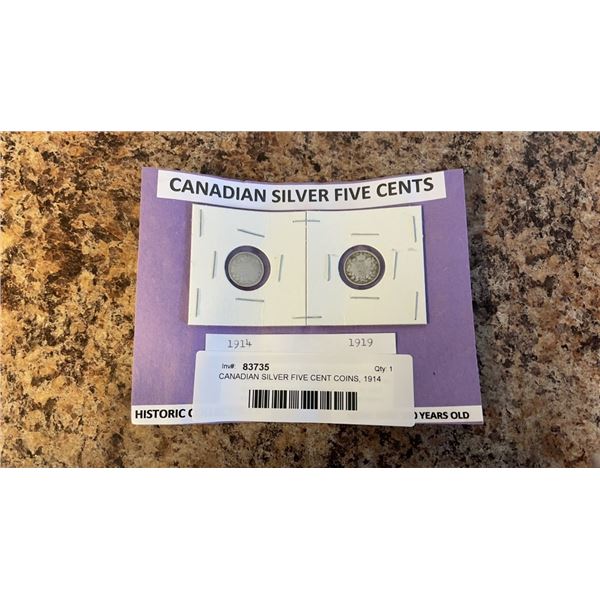 CANADIAN SILVER FIVE CENTS
1914 1919
Inv#: 83735 Qty: 1
CANADIAN SILVER FIVE CENT COINS, 1914
HISTORIC 0 YEARS OLD